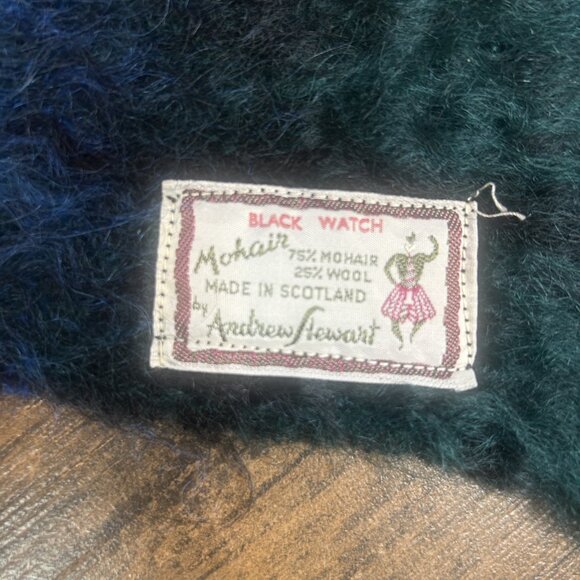 BLACK WATCH
Mohair 75% MOHAIR
25% WOOL
MADE IN SCOTLAND
by Andrew Stewart